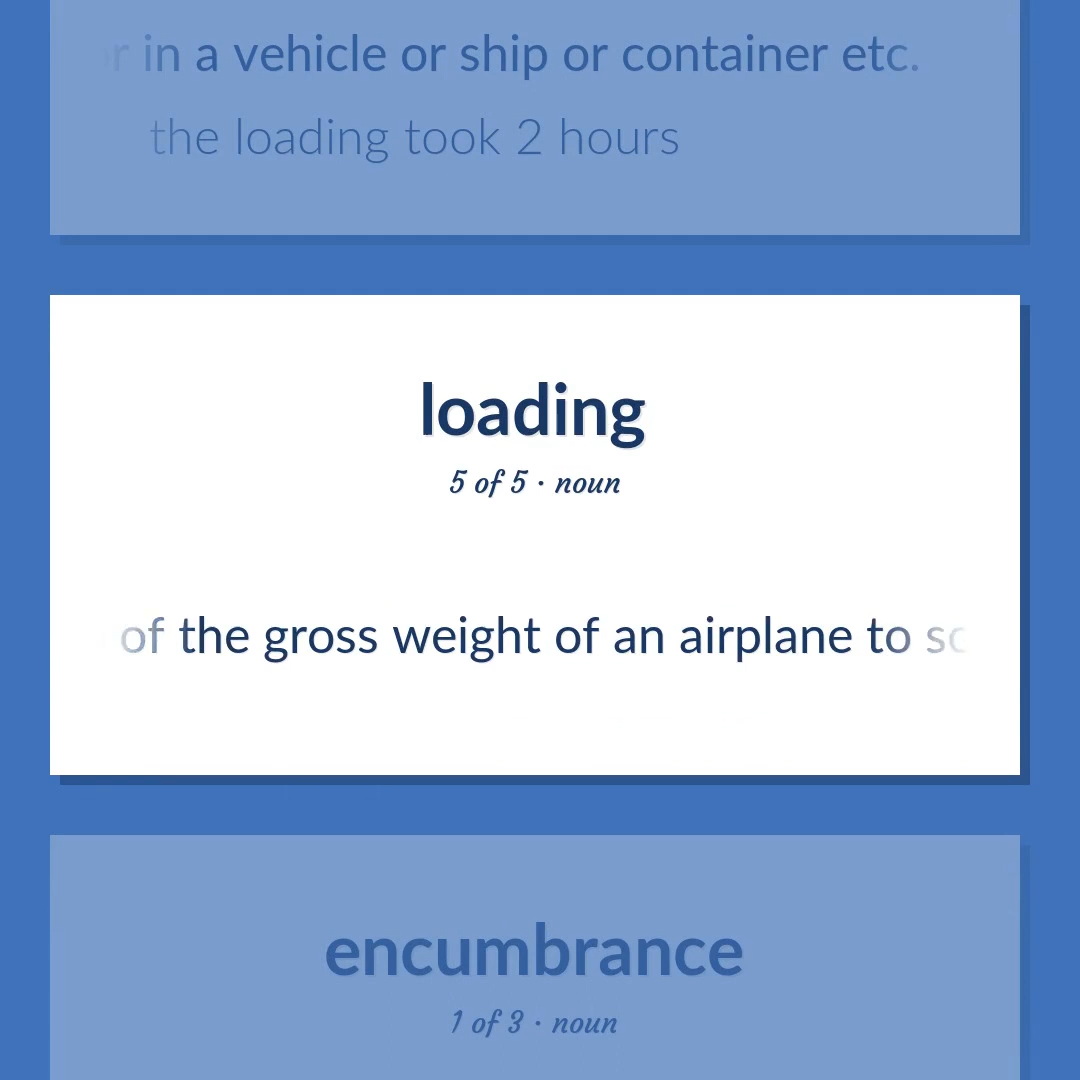 in a vehicle or ship or container etc.
the loading took 2 hours
loading
5 of 5 · noun
of the gross weight of an airplane to
encumbrance
1 of 3 · noun